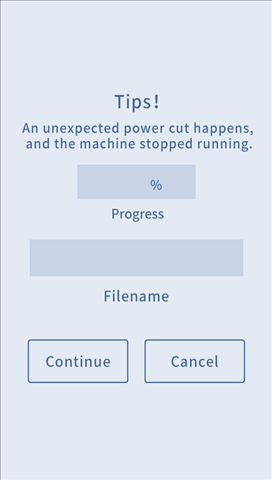 Tips!
An unexpected power cut happens,
and the machine stopped running.
%
Progress
Filename
Continue
Cancel